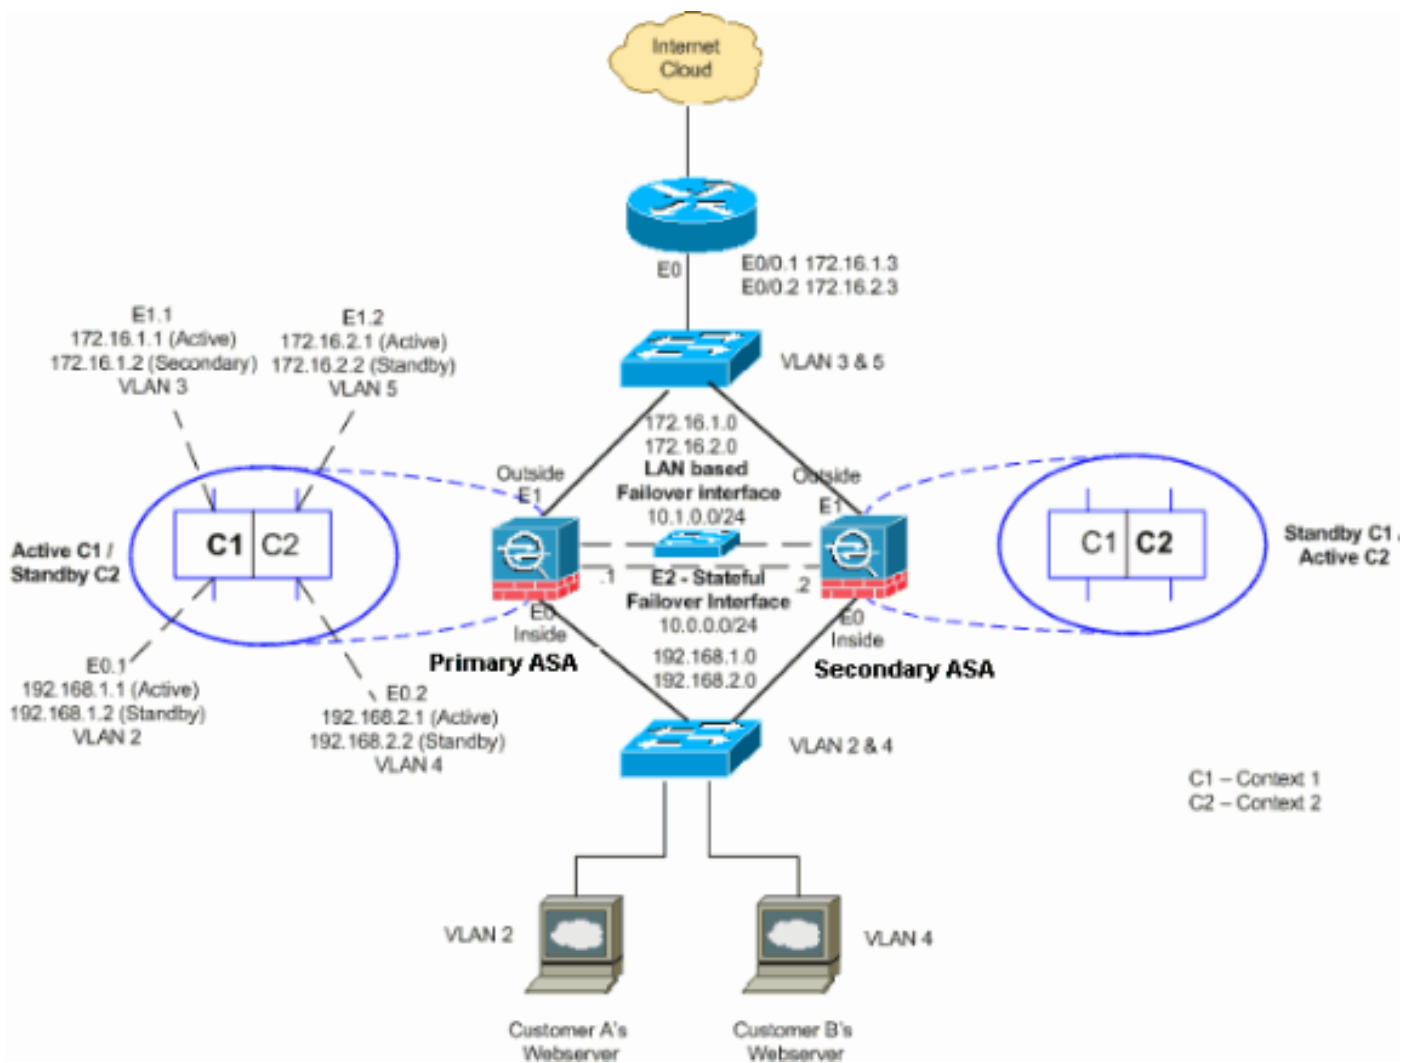 Internet
Cloud
E0
E0/0.1 172.16.1.3
E0/0.2 172.16.2.3
VLAN 3 & 5
E1.1
172.16.1.1 (Active)
172.16.1.2 (Secondary)
VLAN 3
E1.2
172.16.2.1 (Active)
172.16.2.2 (Standby)
VLAN 5
172.16.1.0
172.16.2.0
LAN based
Failover interface
10.1.0.0/24
Outside
E1
Outside
E1
Active C1 /
Standby C2
C1
C2
C1
C2
Standby C1 /
Active C2
.1
.2
E2 - Stateful
Failover Interface
10.0.0.0/24
E0
Inside
E0
Inside
Primary ASA
Secondary ASA
192.168.1.0
192.168.2.0
E0.1
192.168.1.1 (Active)
192.168.1.2 (Standby)
VLAN 2
E0.2
192.168.2.1 (Active)
192.168.2.2 (Standby)
VLAN 4
VLAN 2 & 4
C1 – Context 1
C2 – Context 2
VLAN 2
VLAN 4
Customer A's
Webserver
Customer B's
Webserver